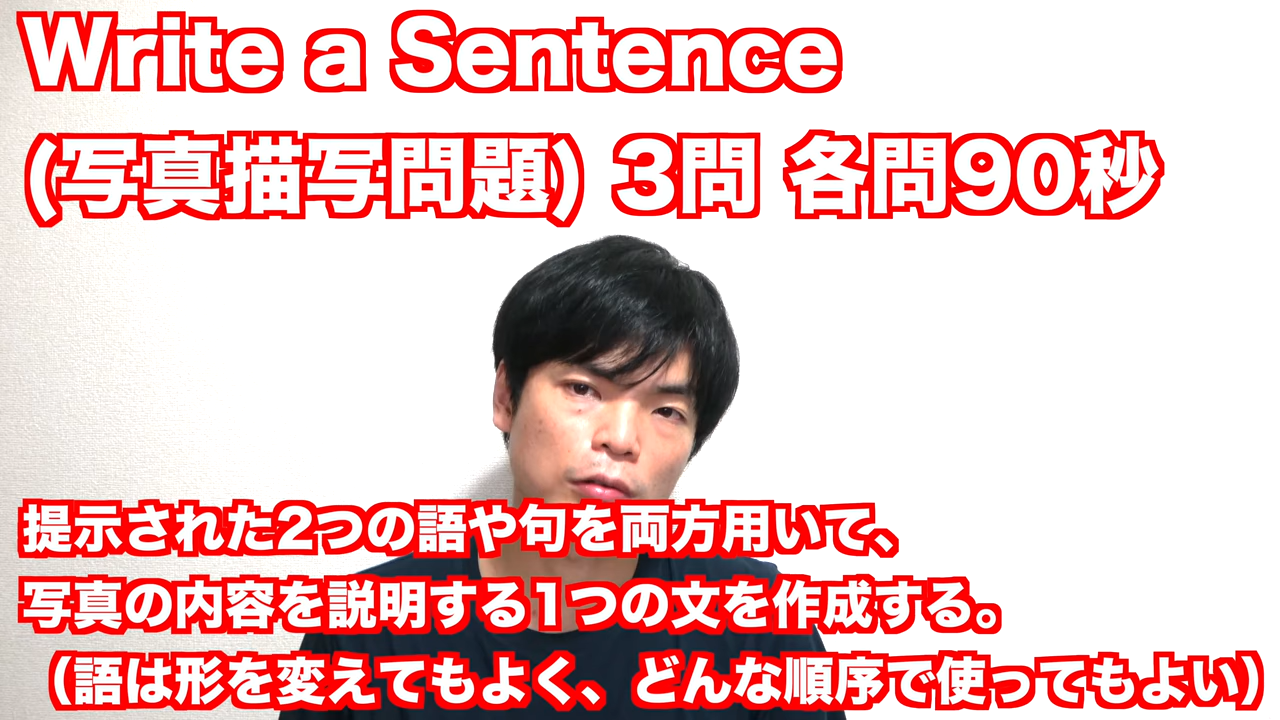 Write a Sentence
(写真描写問題) 3問 各問90秒
提示された2つの語や句を両方用いて、
写真の内容を説明する1つの文を作成する。
（語は形を変えてもよく、どんな順序で使ってもよい）